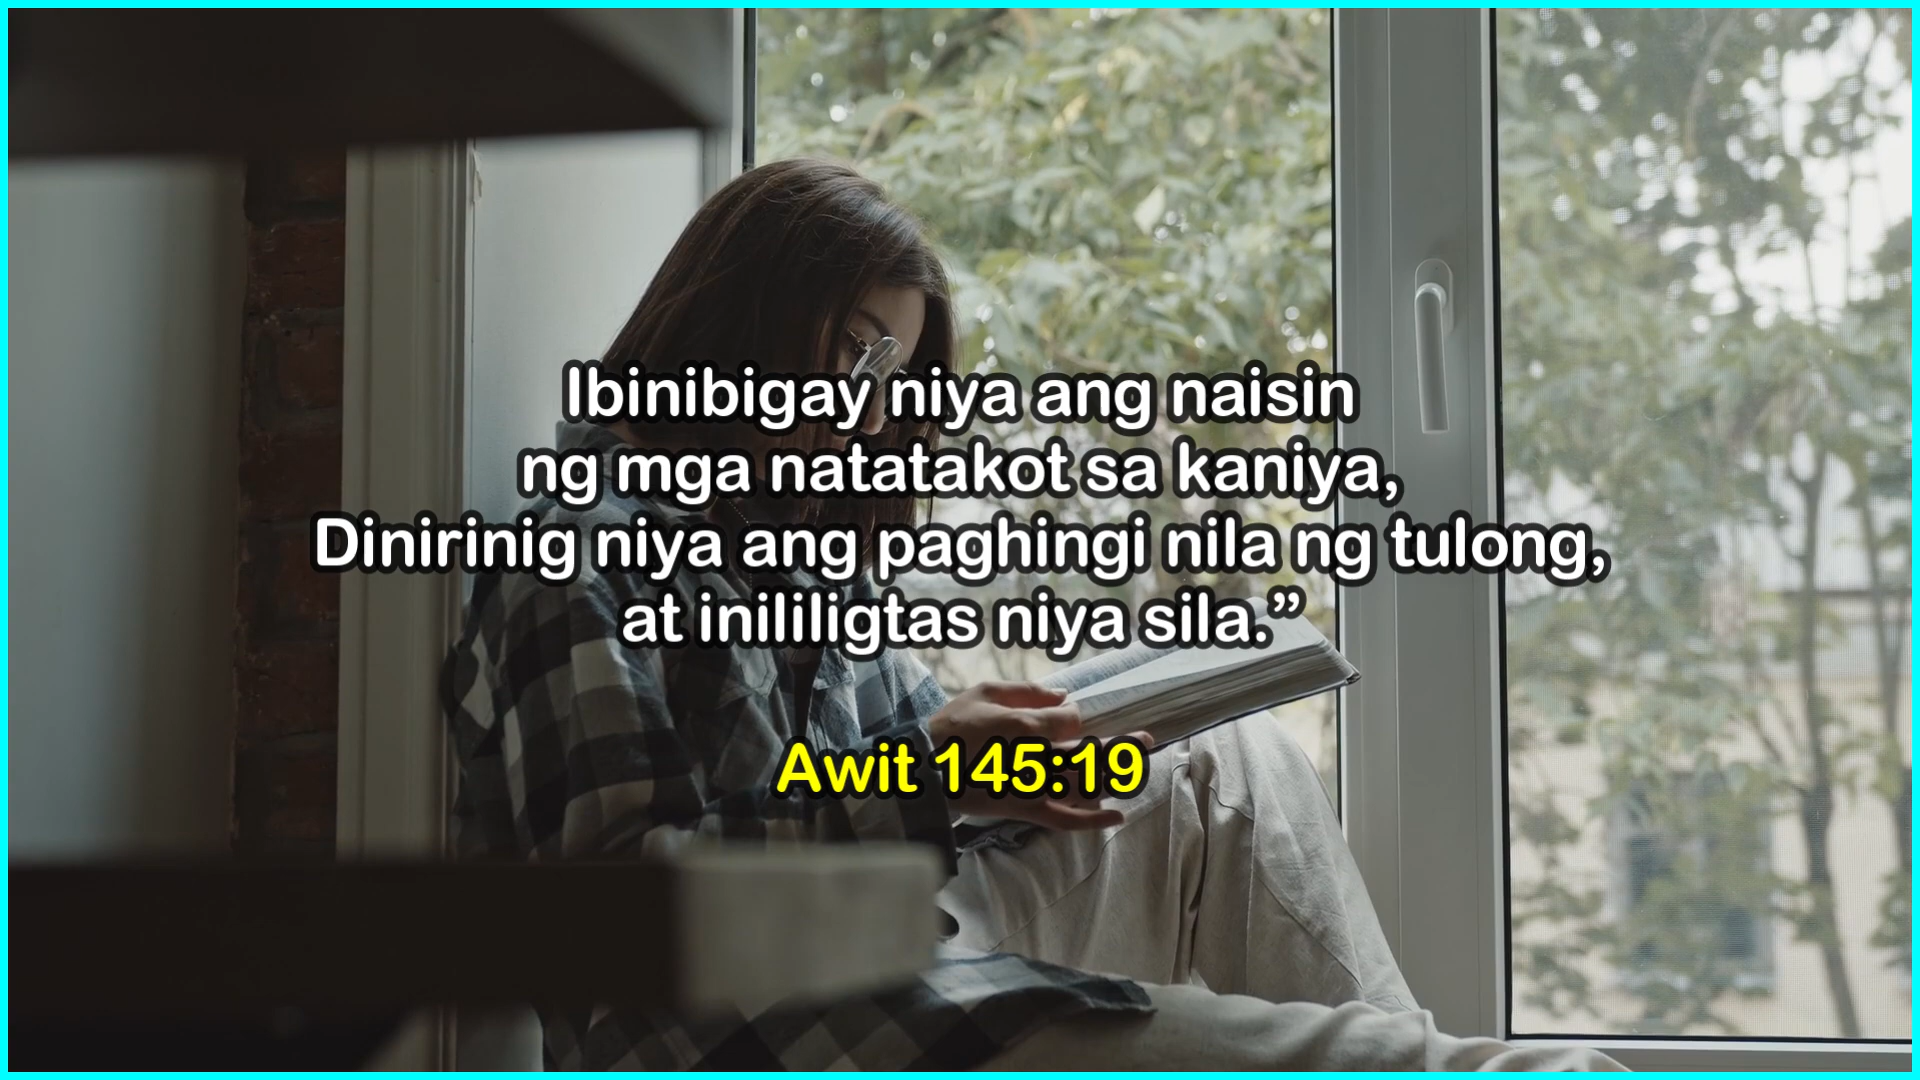 Ibinibigay niya ang naisin
ng mga natatakot sa kaniya,
Dinirinig niya ang paghingi nila ng tulong,
at inililigtas niya sila.”
Awit 145:19